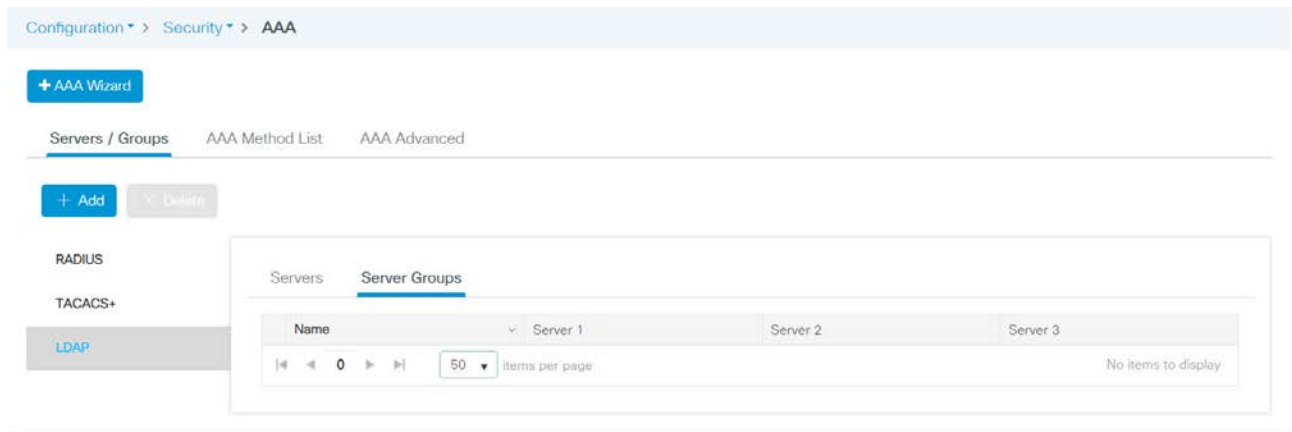 Configuration > Security > AAA
+ AAA Wizard
Servers / Groups AAA Method List AAA Advanced
+ Add × Delete
RADIUS
TACACS+
LDAP
Servers Server Groups
Name Server 1 Server 2 Server 3
0 50 items per page No items to display